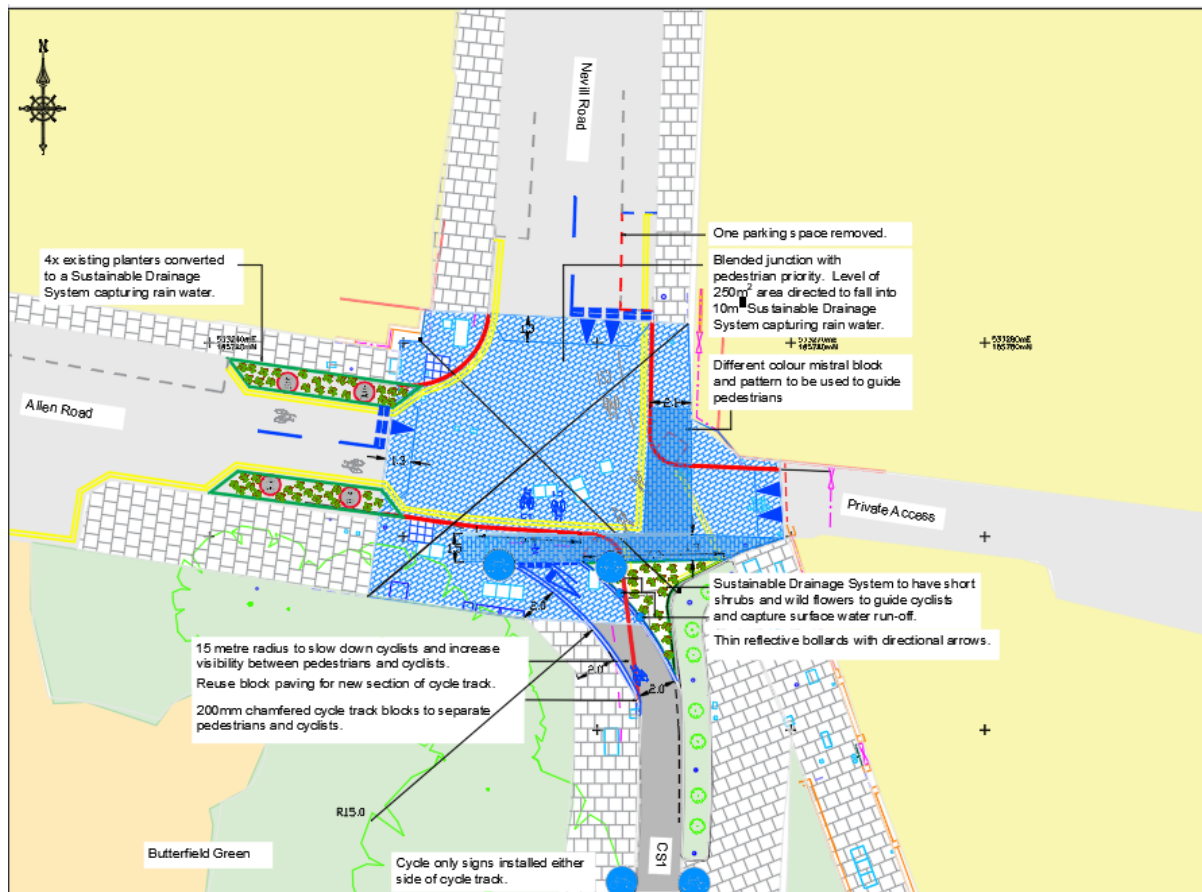 N
Nevill Road
One parking space removed.
4x existing planters converted
to a Sustainable Drainage
System capturing rain water.
Blended junction with
pedestrian priority. Level of
250m² area directed to fall into
10m Sustainable Drainage
System capturing rain water.
Different colour mistral block
and pattern to be used to guide
pedestrians
Allen Road
2.1
1.3
Private Access
Sustainable Drainage System to have short
shrubs and wild flowers to guide cyclists
and capture surface water run-off.
Thin reflective bollards with directional arrows.
2.0
15 metre radius to slow down cyclists and increase
visibility between pedestrians and cyclists.
Reuse block paving for new section of cycle track.
200mm chamfered cycle track blocks to separate
pedestrians and cyclists.
2.0
2.0
R15.0
Butterfield Green
Cycle only signs installed either
side of cycle track.
CS1